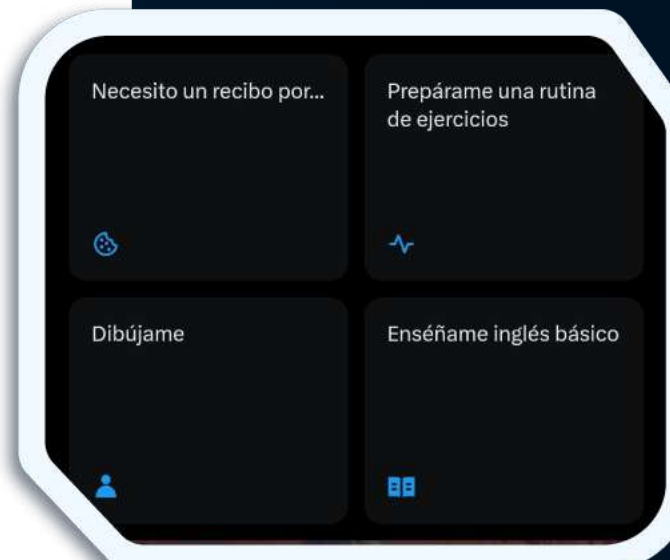 Necesito un recibo por...
Prepárame una rutina
de ejercicios
Dibújame
Enséñame inglés básico